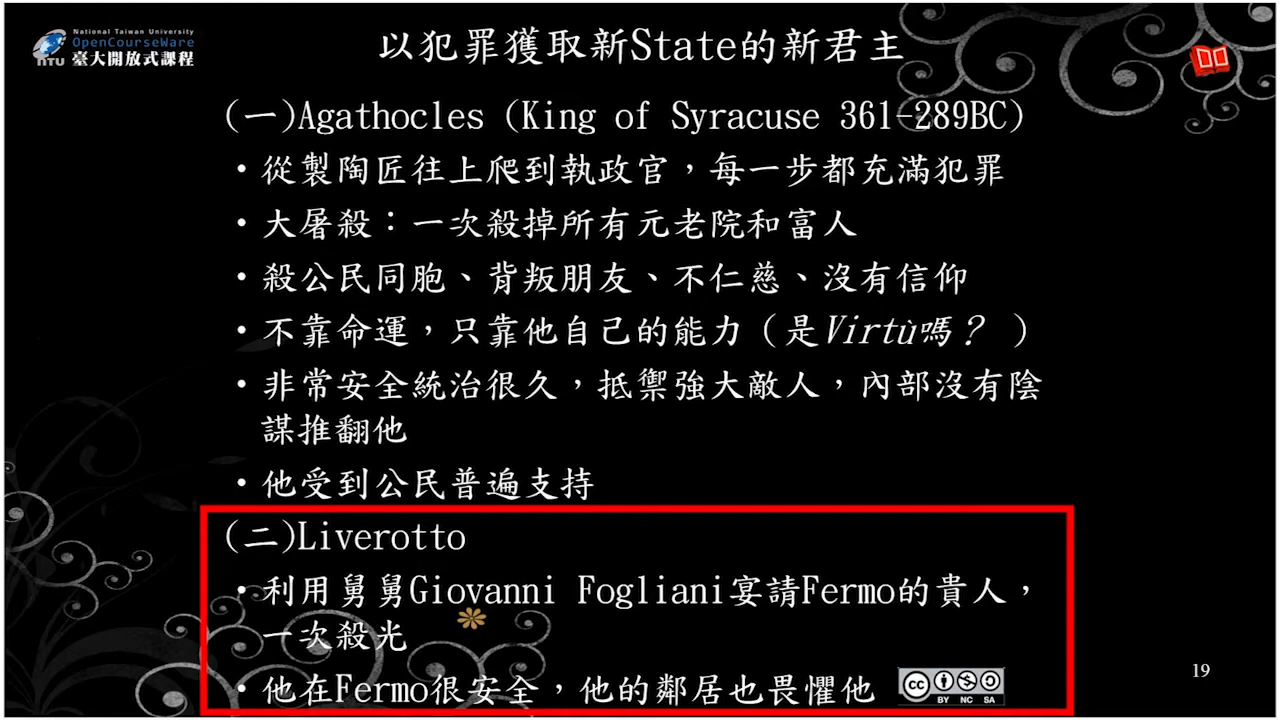 National Taiwan University
OpenCourseWare
NTU 臺大開放式課程
以犯罪獲取新State的新君主
(一)Agathocles (King of Syracuse 361-289BC)
•從製陶匠往上爬到執政官，每一步都充滿犯罪
•大屠殺：一次殺掉所有元老院和富人
•殺公民同胞、背叛朋友、不仁慈、沒有信仰
•不靠命運，只靠他自己的能力（是Virtù嗎？ ）
•非常安全統治很久，抵禦強大敵人，內部沒有陰
謀推翻他
•他受到公民普遍支持
(二)Liverotto
•利用舅舅Giovanni Fogliani宴請Fermo的貴人，
一次殺光
•他在Fermo很安全，他的鄰居也畏懼他
cc BY NC SA
19